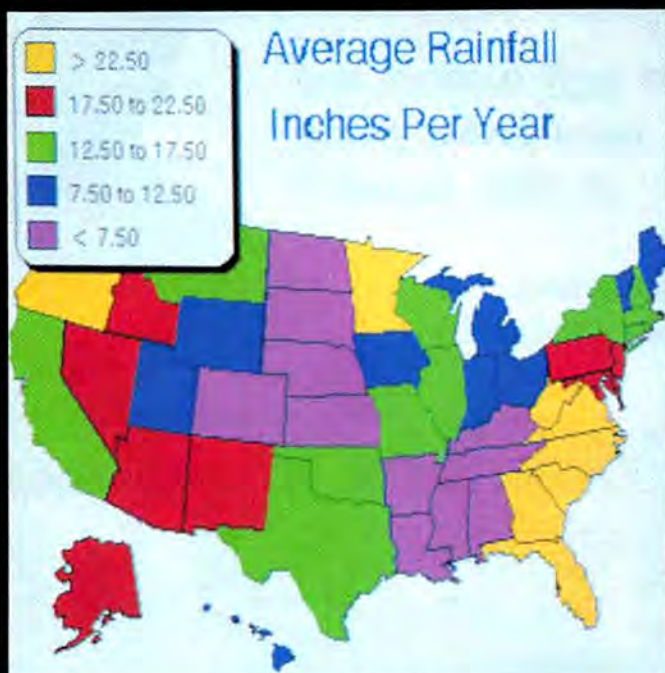 Average Rainfall
Inches Per Year
> 22.50
17.50 to 22.50
12.50 to 17.50
7.50 to 12.50
< 7.50